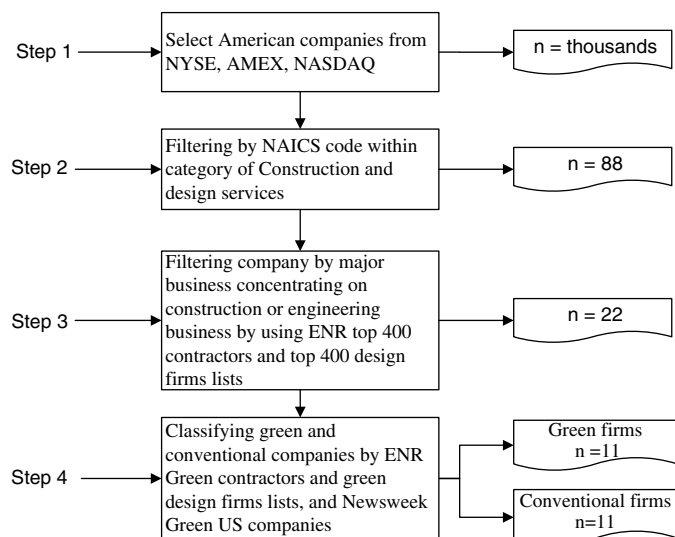 Step 1
Select American companies from
NYSE, AMEX, NASDAQ
n = thousands
Step 2
Filtering by NAICS code within
category of Construction and
design services
n = 88
Step 3
Filtering company by major
business concentrating on
construction or engineering
business by using ENR top 400
contractors and top 400 design
firms lists
n = 22
Step 4
Classifying green and
conventional companies by ENR
Green contractors and green
design firms lists, and Newsweek
Green US companies
Green firms
n =11
Conventional firms
n=11